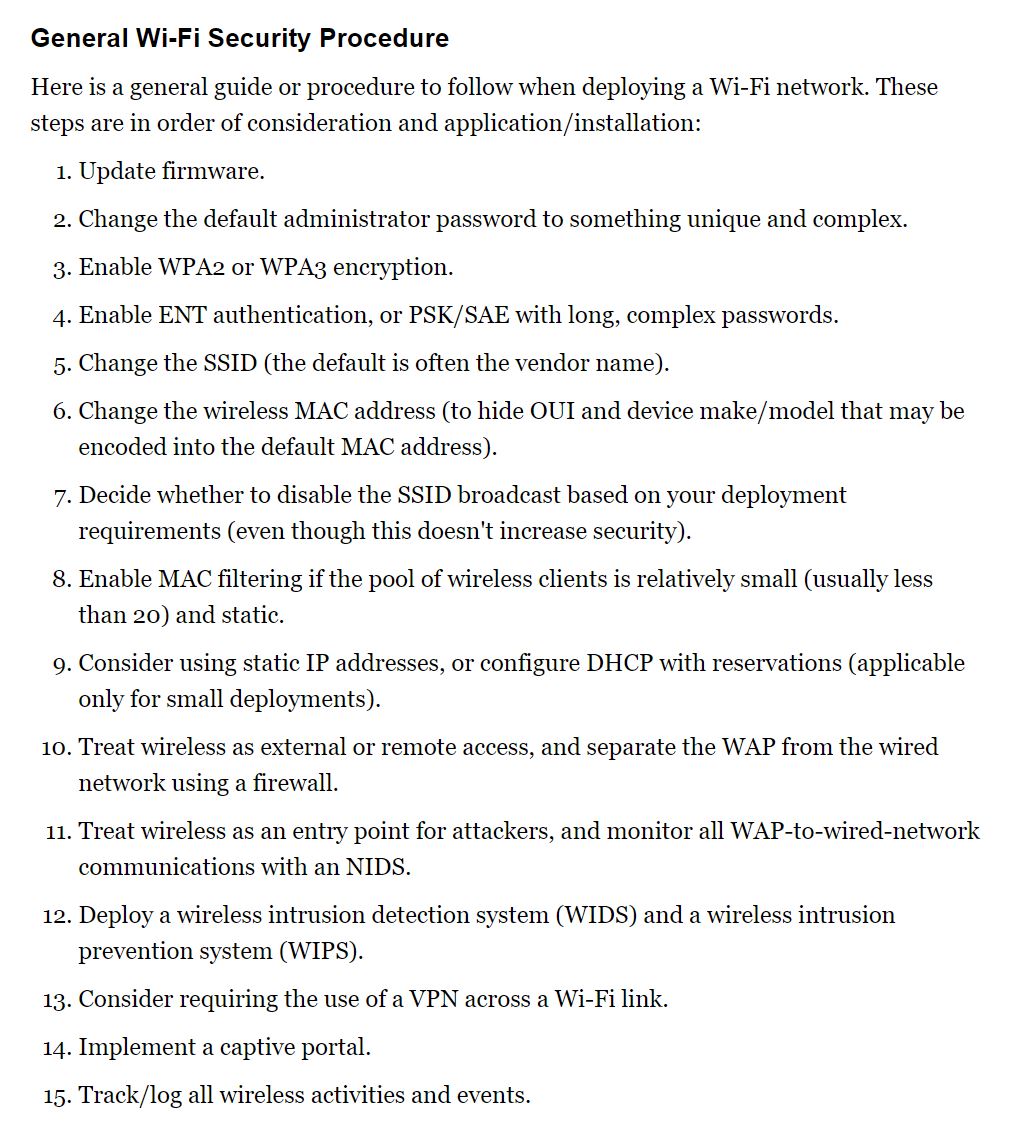 General Wi-Fi Security Procedure
Here is a general guide or procedure to follow when deploying a Wi-Fi network. These
steps are in order of consideration and application/installation:
1. Update firmware.
2. Change the default administrator password to something unique and complex.
3. Enable WPA2 or WPA3 encryption.
4. Enable ENT authentication, or PSK/SAE with long, complex passwords.
5. Change the SSID (the default is often the vendor name).
6. Change the wireless MAC address (to hide OUI and device make/model that may be
encoded into the default MAC address).
7. Decide whether to disable the SSID broadcast based on your deployment
requirements (even though this doesn't increase security).
8. Enable MAC filtering if the pool of wireless clients is relatively small (usually less
than 20) and static.
9. Consider using static IP addresses, or configure DHCP with reservations (applicable
only for small deployments).
10. Treat wireless as external or remote access, and separate the WAP from the wired
network using a firewall.
11. Treat wireless as an entry point for attackers, and monitor all WAP-to-wired-network
communications with an NIDS.
12. Deploy a wireless intrusion detection system (WIDS) and a wireless intrusion
prevention system (WIPS).
13. Consider requiring the use of a VPN across a Wi-Fi link.
14. Implement a captive portal.
15. Track/log all wireless activities and events.